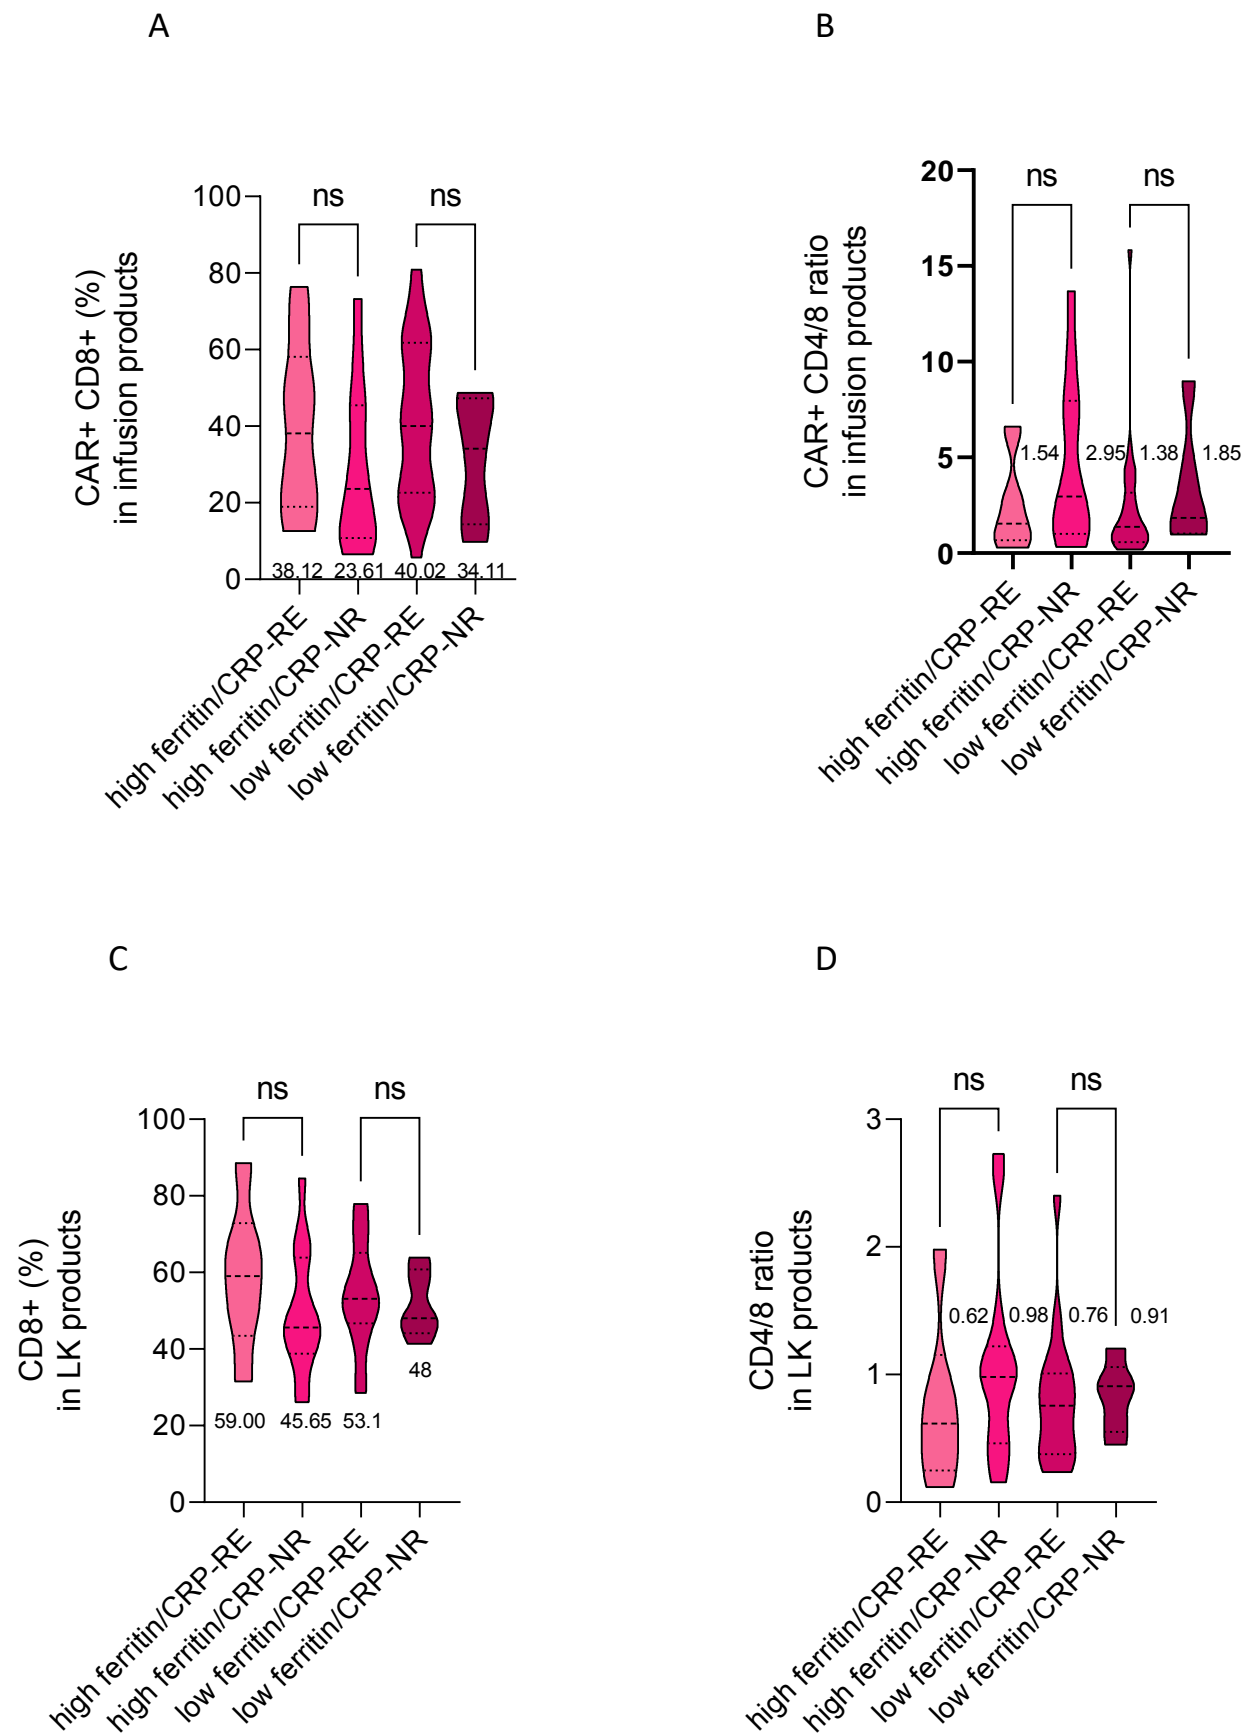 A
CAR+ CD8+ (%)
in infusion products
100
80
60
40
20
0
ns
ns
38.12
23.61
40.02
34.11
high ferritin/CRP-RE
high ferritin/CRP-NR
low ferritin/CRP-RE
low ferritin/CRP-NR
B
CAR+ CD4/8 ratio
in infusion products
20
15
10
5
0
ns
ns
1.54
2.95
1.38
1.85
high ferritin/CRP-RE
high ferritin/CRP-NR
low ferritin/CRP-RE
low ferritin/CRP-NR
C
CD8+ (%)
in LK products
100
80
60
40
20
0
ns
ns
59.00
45.65
53.1
48
high ferritin/CRP-RE
high ferritin/CRP-NR
low ferritin/CRP-RE
low ferritin/CRP-NR
D
CD4/8 ratio
in LK products
3
2
1
0
ns
ns
0.62
0.98
0.76
0.91
high ferritin/CRP-RE
high ferritin/CRP-NR
low ferritin/CRP-RE
low ferritin/CRP-NR